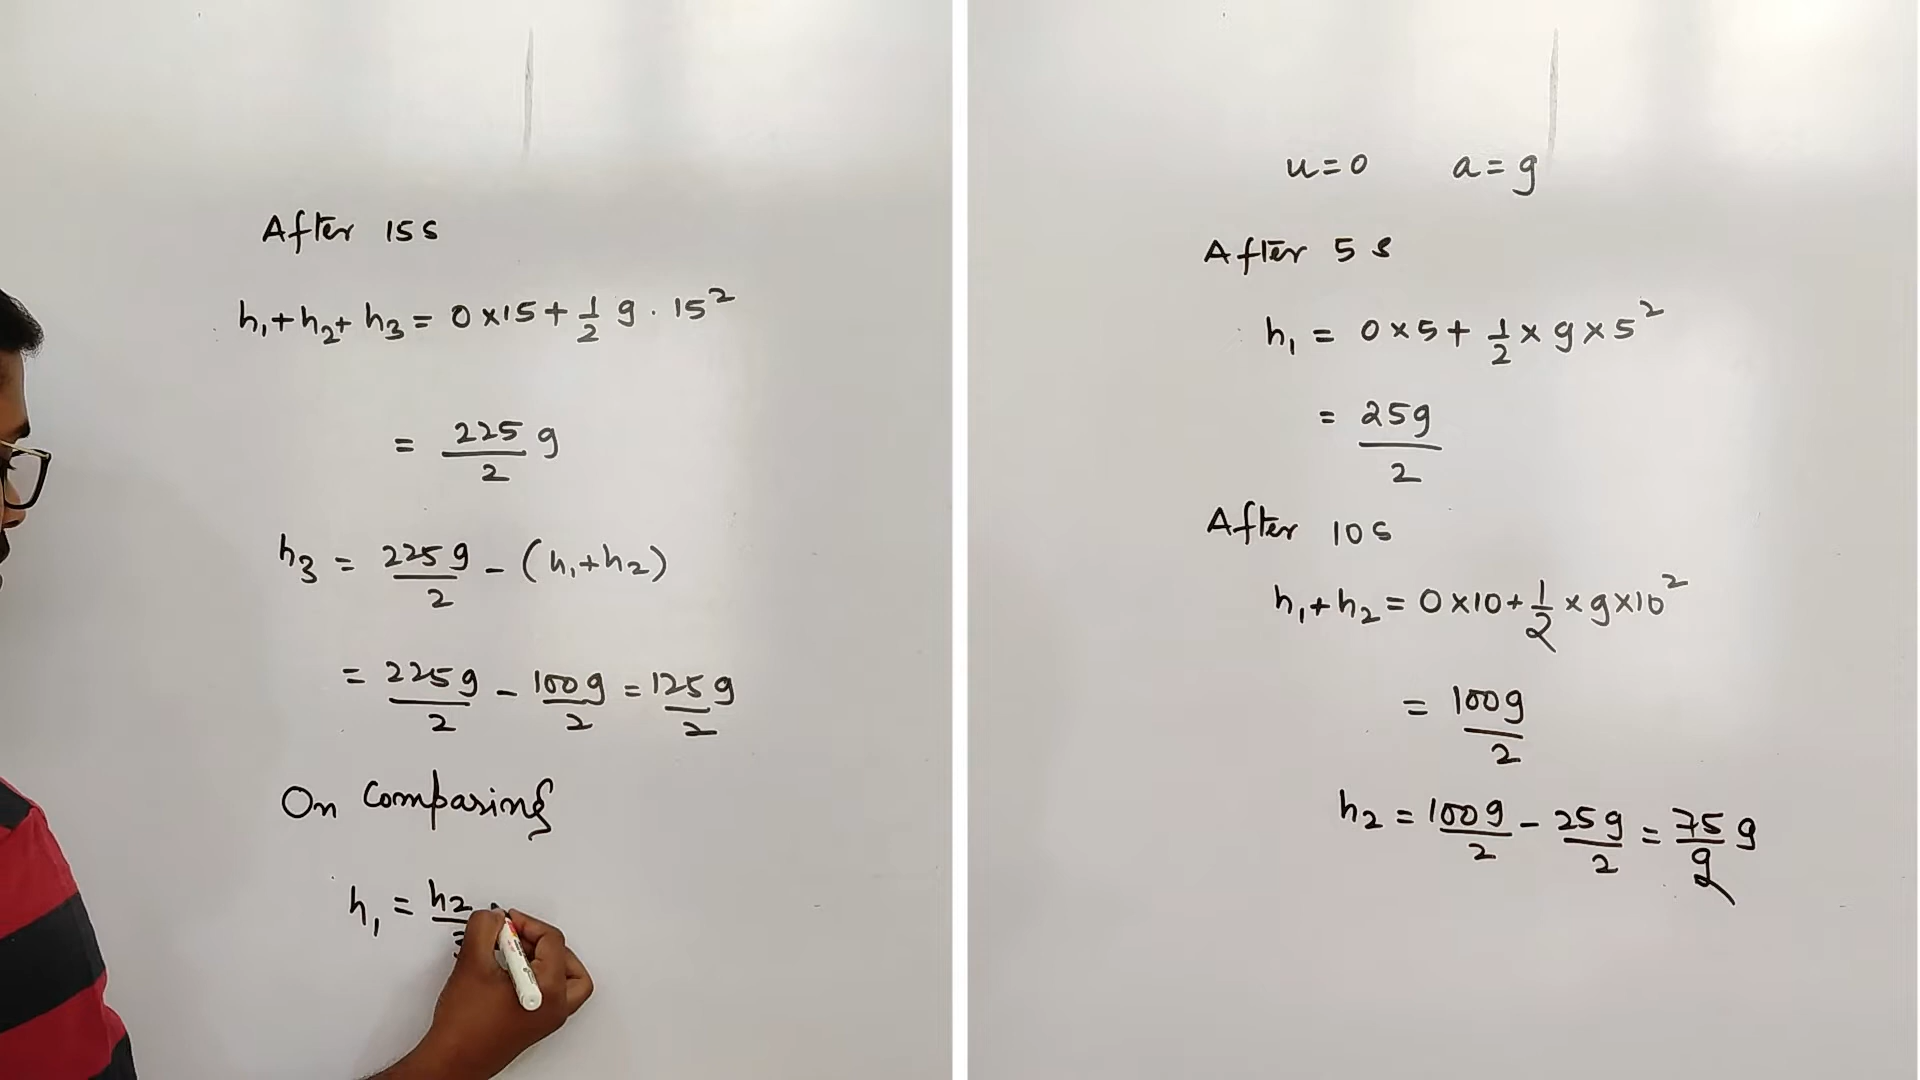 After 15s
h₁+h₂+h₃ = 0×15+1/2 g . 15²
= 225/2 g
h₃ = 225g/2 - (h₁+h₂)
= 225g/2 - 100g/2 = 125g/2
On Comparing
h₁ = h₂/3
u=0 a=g
After 5s
h₁ = 0×5+ 1/2 × g×5²
= 25g/2
After 10s
h₁+h₂ = 0×10+1/2 ×g×10²
= 100g/2
h₂ = 100g/2 - 25g/2 = 75/2 g